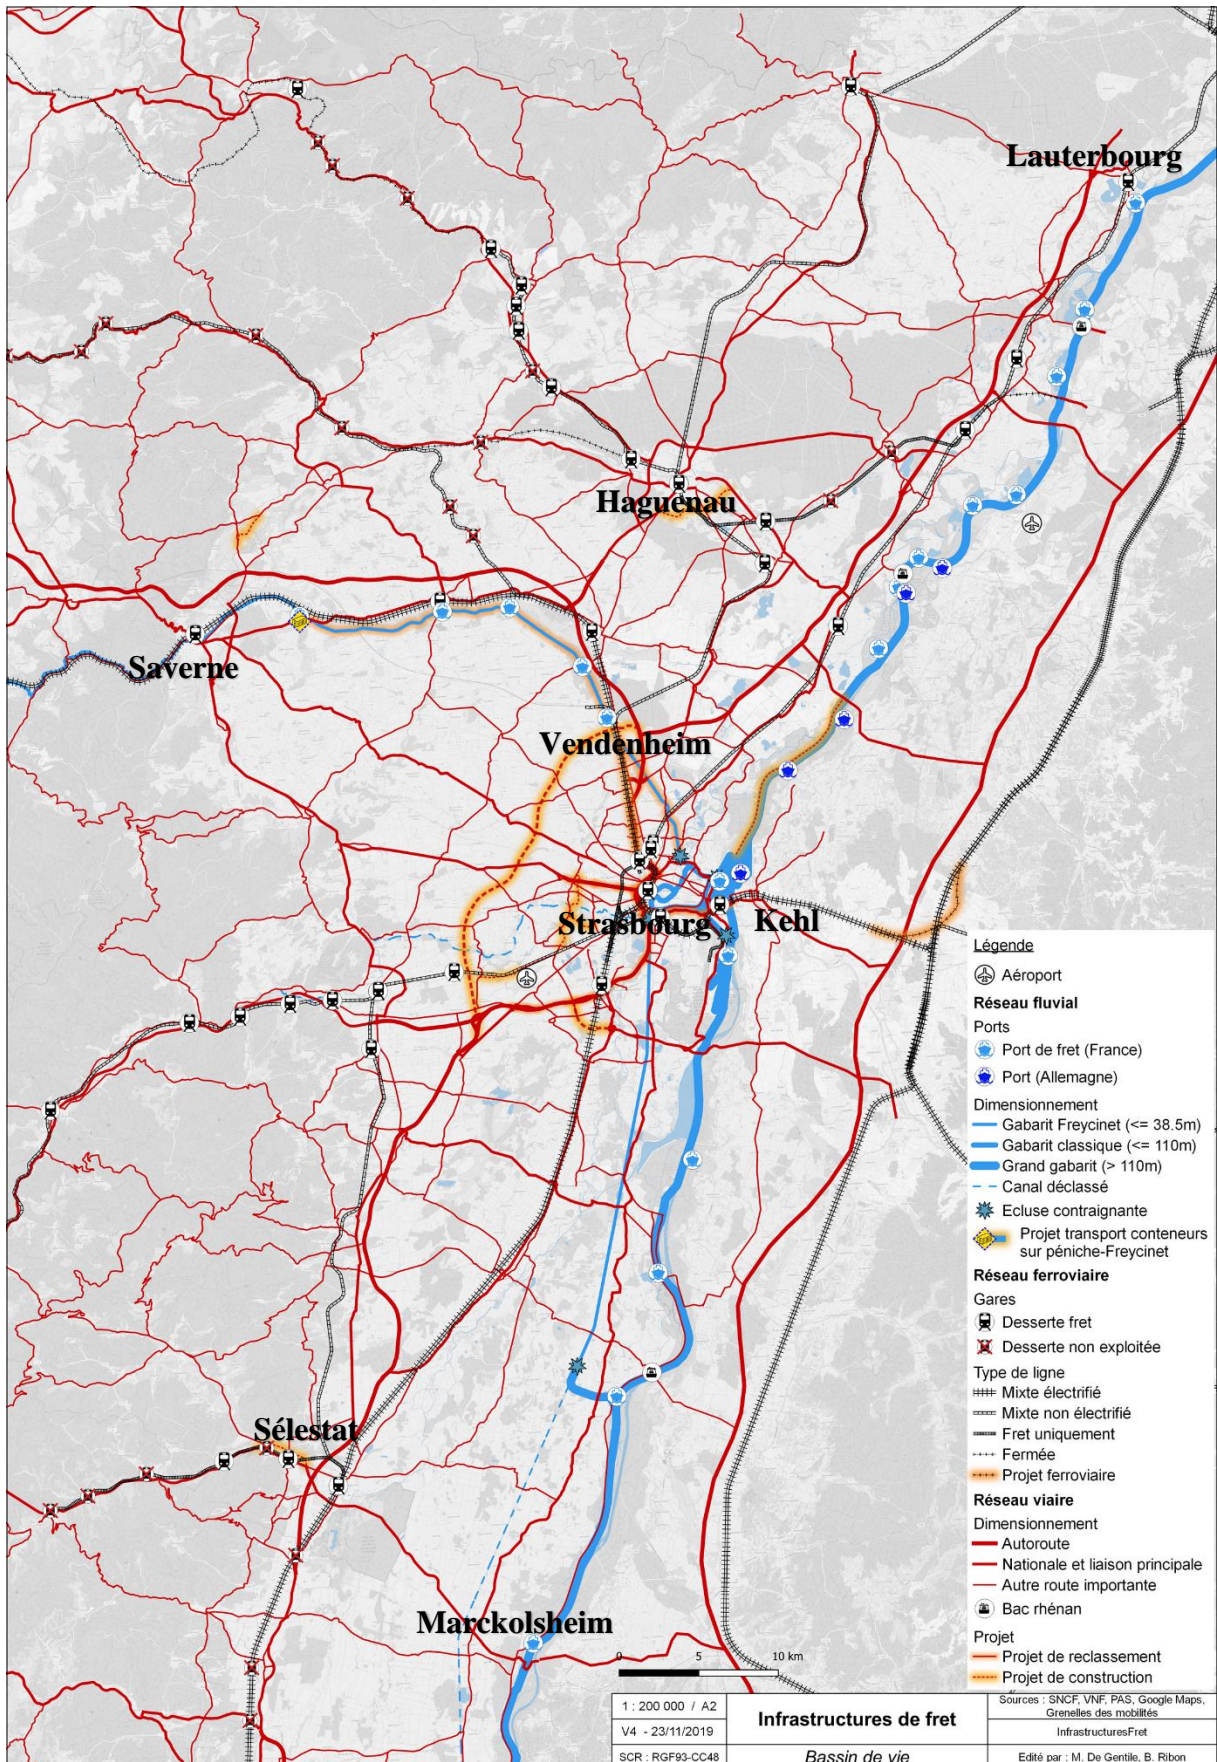 Lauterbourg
Haguenau
Saverne
Vendenheim
Strasbourg
Kehl
Sélestat
Marckolsheim
Légende
Aéroport
Réseau fluvial
Ports
Port de fret (France)
Port (Allemagne)
Dimensionnement
Gabarit Freycinet (<= 38.5m)
Gabarit classique (<= 110m)
Grand gabarit (> 110m)
Canal déclassé
Ecluse contraignante
Projet transport conteneurs
sur péniche-Freycinet
Réseau ferroviaire
Gares
Desserte fret
Desserte non exploitée
Type de ligne
Mixte électrifié
Mixte non électrifié
Fret uniquement
Fermée
Projet ferroviaire
Réseau viaire
Dimensionnement
Autoroute
Nationale et liaison principale
Autre route importante
Bac rhénan
Projet
Projet de reclassement
Projet de construction
0 5 10 km
1 : 200 000 / A2
V4 - 23/11/2019
SCR : RGF93-CC48
Infrastructures de fret
Bassin de vie
Sources : SNCF, VNF, PAS, Google Maps,
Grenelles des mobilités
InfrastructuresFret
Edité par : M. De Gentile, B. Ribon